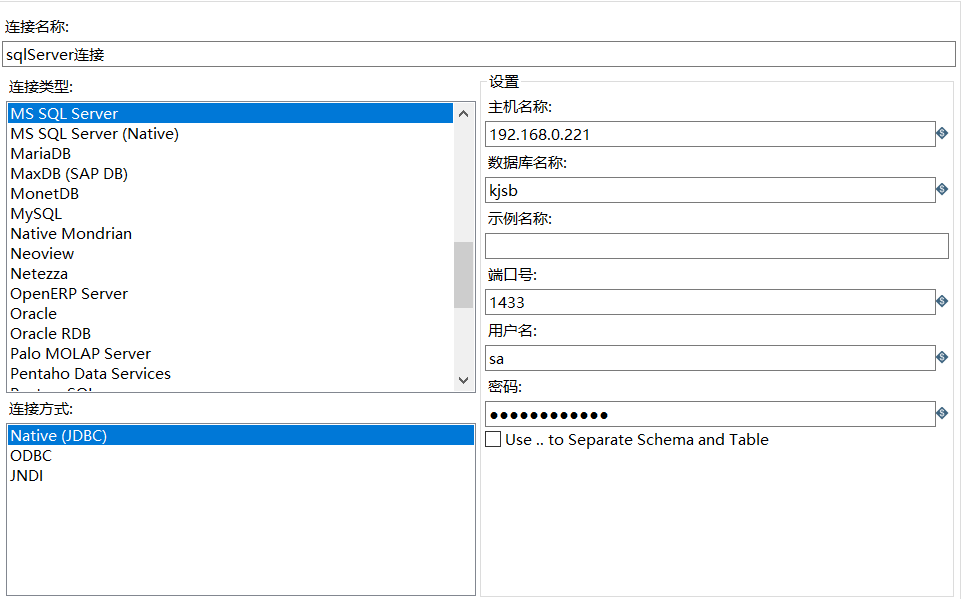 连接名称:
sqlServer连接
连接类型:
MS SQL Server
MS SQL Server (Native)
MariaDB
MaxDB (SAP DB)
MonetDB
MySQL
Native Mondrian
Neoview
Netezza
OpenERP Server
Oracle
Oracle RDB
Palo MOLAP Server
Pentaho Data Services
连接方式:
Native (JDBC)
ODBC
JNDI
设置
主机名称:
192.168.0.221
数据库名称:
kjsb
示例名称:
端口号:
1433
用户名:
sa
密码:
●●●●●●●●●●●●
Use .. to Separate Schema and Table